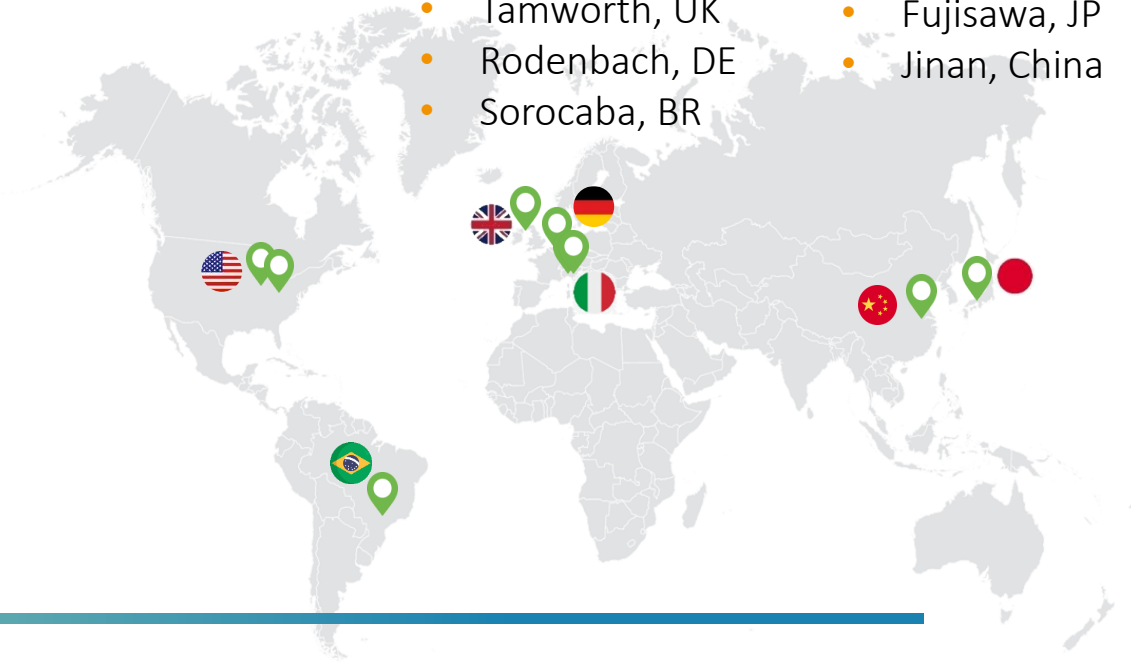 Tamworth, UK
Rodenbach, DE
Sorocaba, BR
Fujisawa, JP
Jinan, China